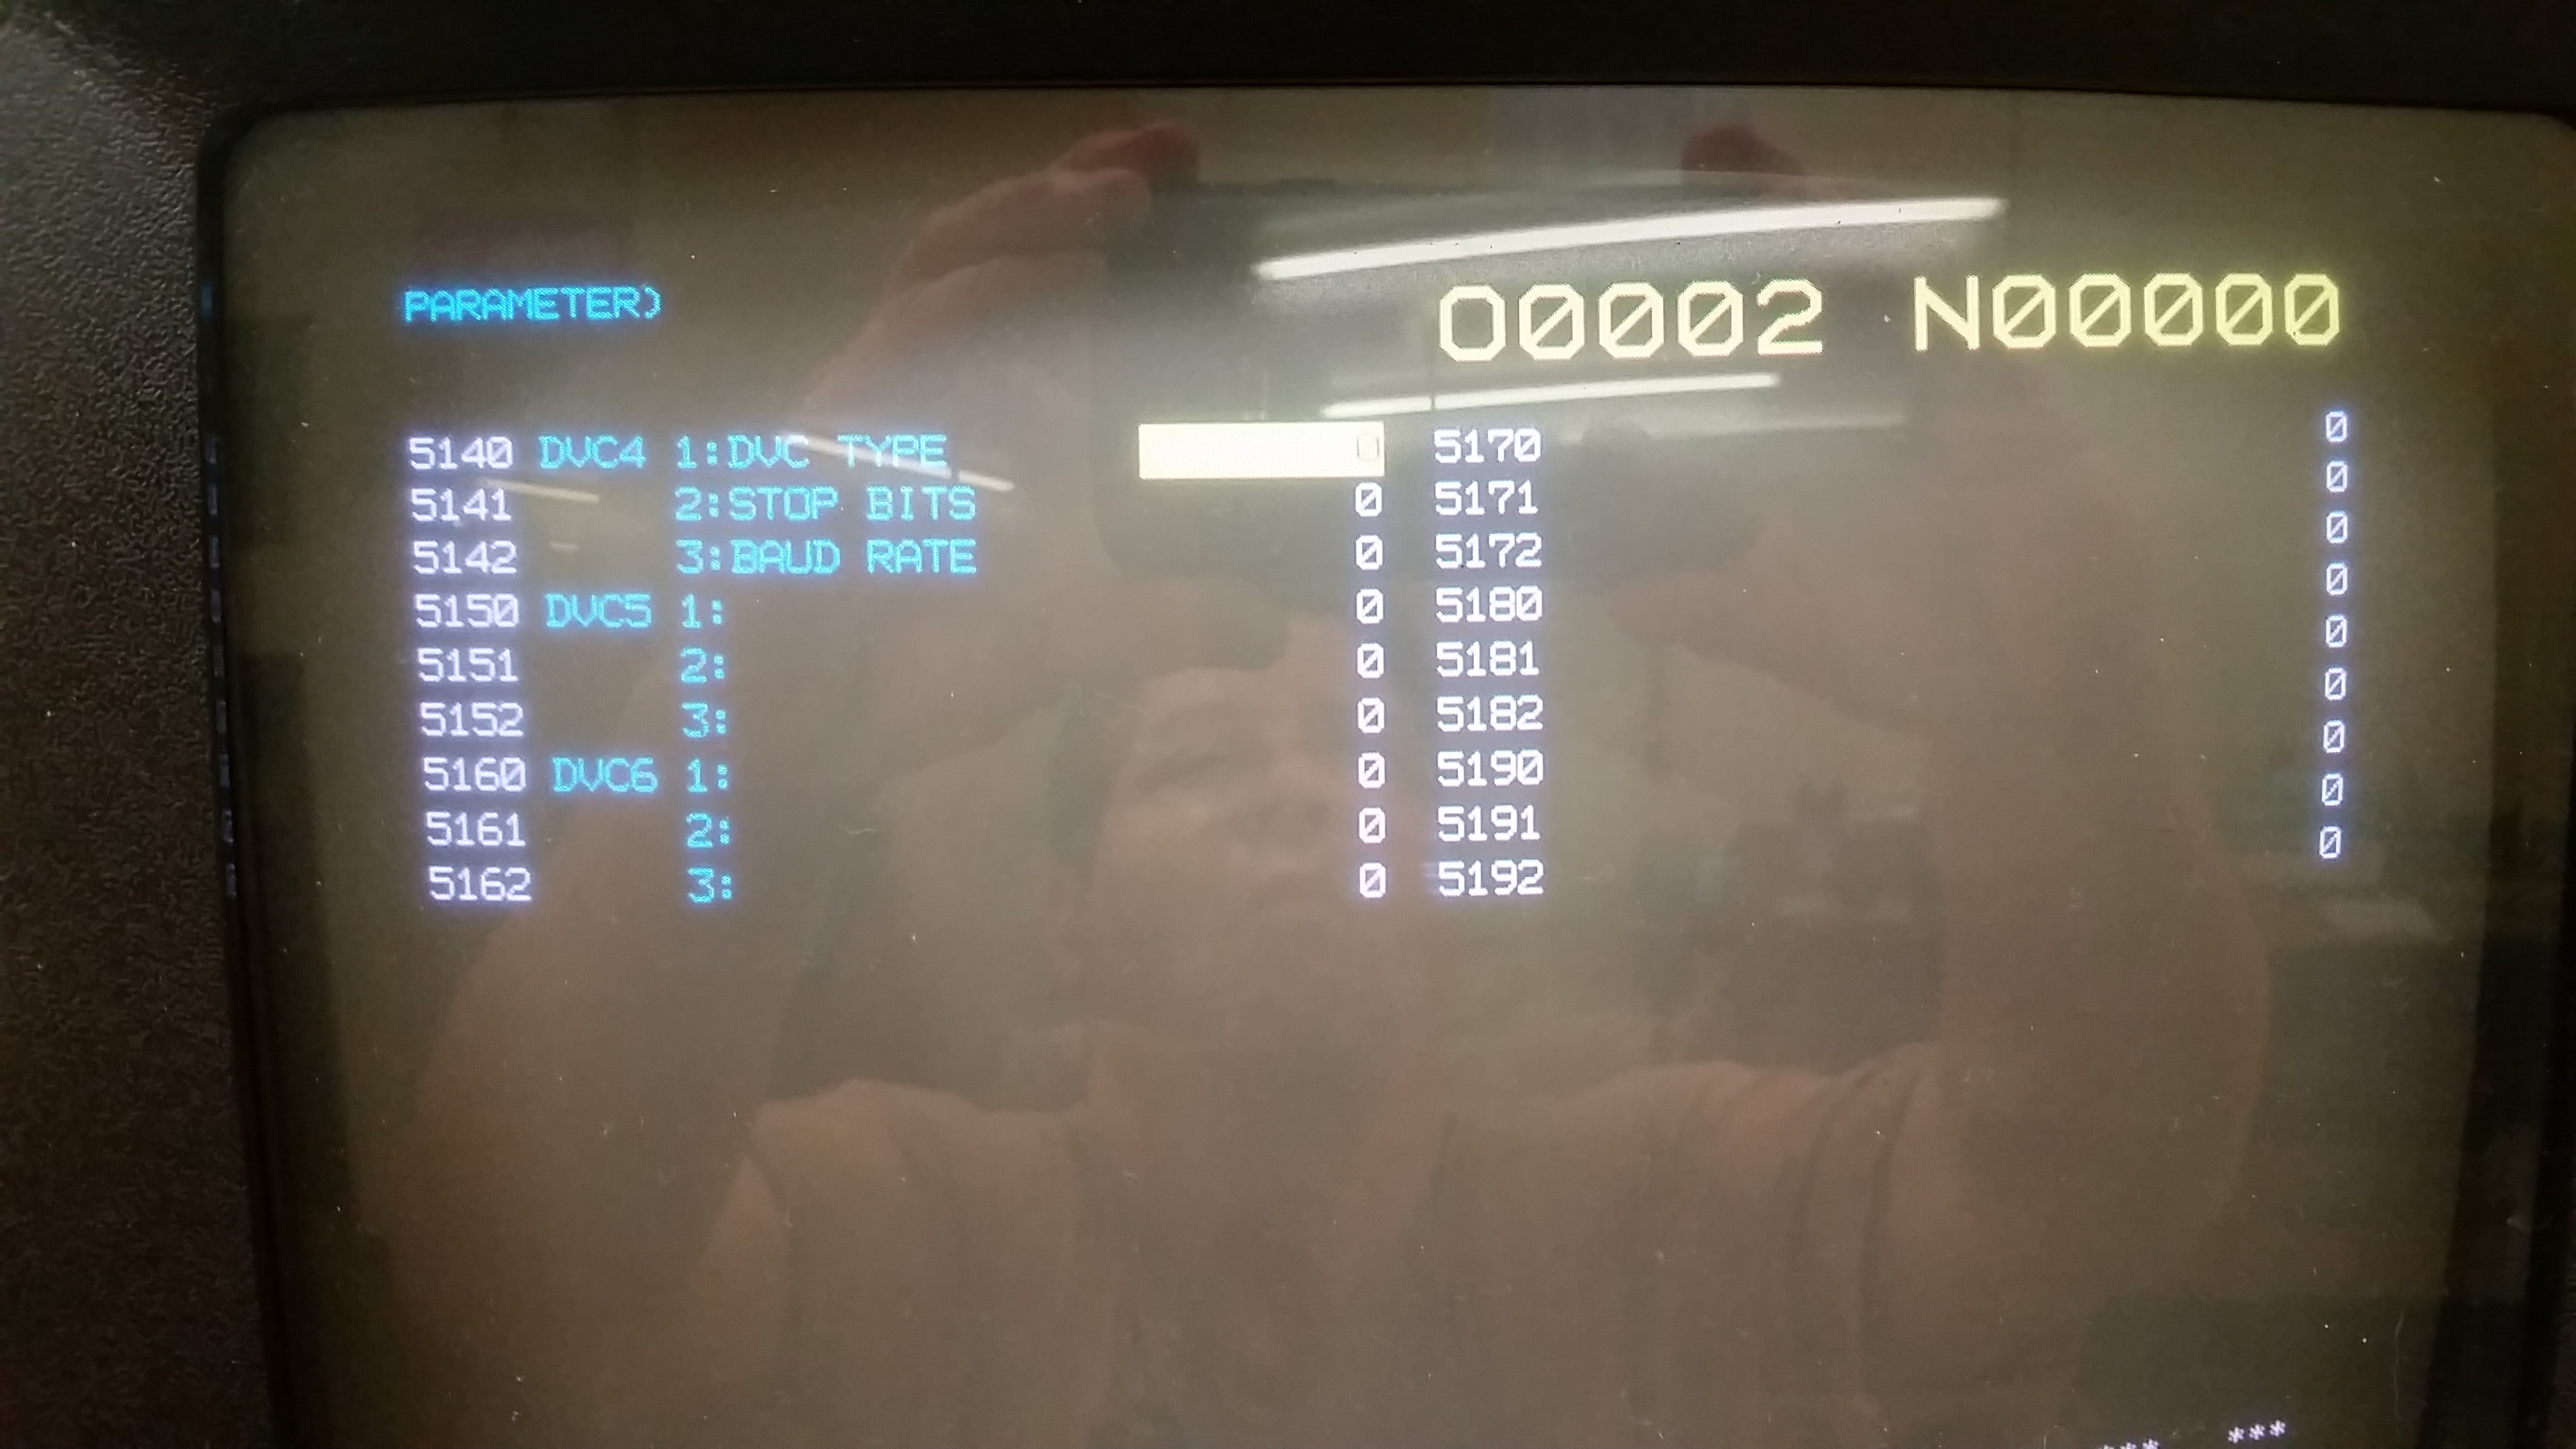 PARAMETER) O0002 N00000
5140 DVC4 1:DVC TYPE 0 5170 0
5141 2:STOP BITS 0 5171 0
5142 3:BAUD RATE 0 5172 0
5150 DVC5 1: 0 5180 0
5151 2: 0 5181 0
5152 3: 0 5182 0
5160 DVC6 1: 0 5190 0
5161 2: 0 5191 0
5162 3: 0 5192 0
*** ***